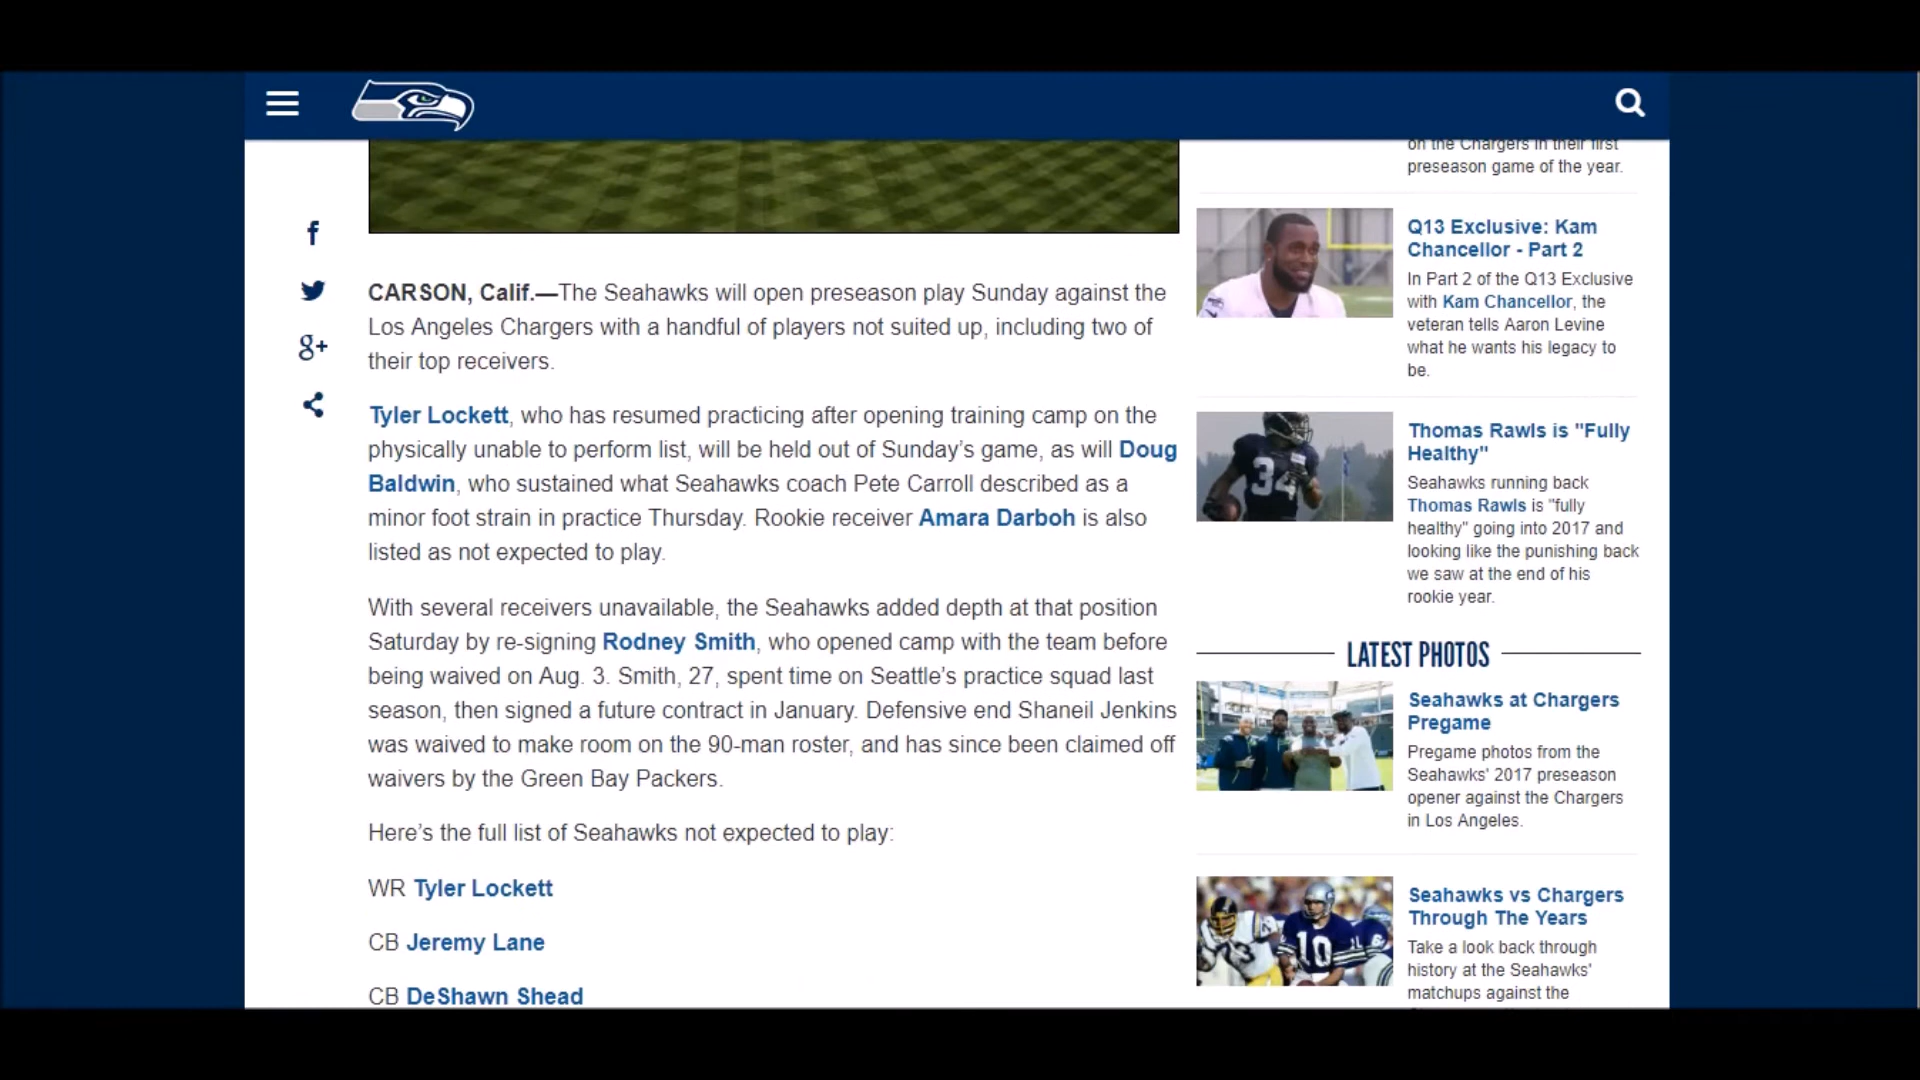 f
8+
CARSON, Calif.—The Seahawks will open preseason play Sunday against the
Los Angeles Chargers with a handful of players not suited up, including two of
their top receivers.
Tyler Lockett, who has resumed practicing after opening training camp on the
physically unable to perform list, will be held out of Sunday’s game, as will Doug
Baldwin, who sustained what Seahawks coach Pete Carroll described as a
minor foot strain in practice Thursday. Rookie receiver Amara Darboh is also
listed as not expected to play.
With several receivers unavailable, the Seahawks added depth at that position
Saturday by re-signing Rodney Smith, who opened camp with the team before
being waived on Aug. 3. Smith, 27, spent time on Seattle’s practice squad last
season, then signed a future contract in January. Defensive end Shaneil Jenkins
was waived to make room on the 90-man roster, and has since been claimed off
waivers by the Green Bay Packers.
Here’s the full list of Seahawks not expected to play:
WR Tyler Lockett
CB Jeremy Lane
CB DeShawn Shead
on the Chargers in their first
preseason game of the year.
Q13 Exclusive: Kam
Chancellor - Part 2
In Part 2 of the Q13 Exclusive
with Kam Chancellor, the
veteran tells Aaron Levine
what he wants his legacy to
be.
34
Thomas Rawls is "Fully
Healthy"
Seahawks running back
Thomas Rawls is "fully
healthy" going into 2017 and
looking like the punishing back
we saw at the end of his
rookie year.
LATEST PHOTOS
Seahawks at Chargers
Pregame
Pregame photos from the
Seahawks' 2017 preseason
opener against the Chargers
in Los Angeles.
10
Seahawks vs Chargers
Through The Years
Take a look back through
history at the Seahawks'
matchups against the